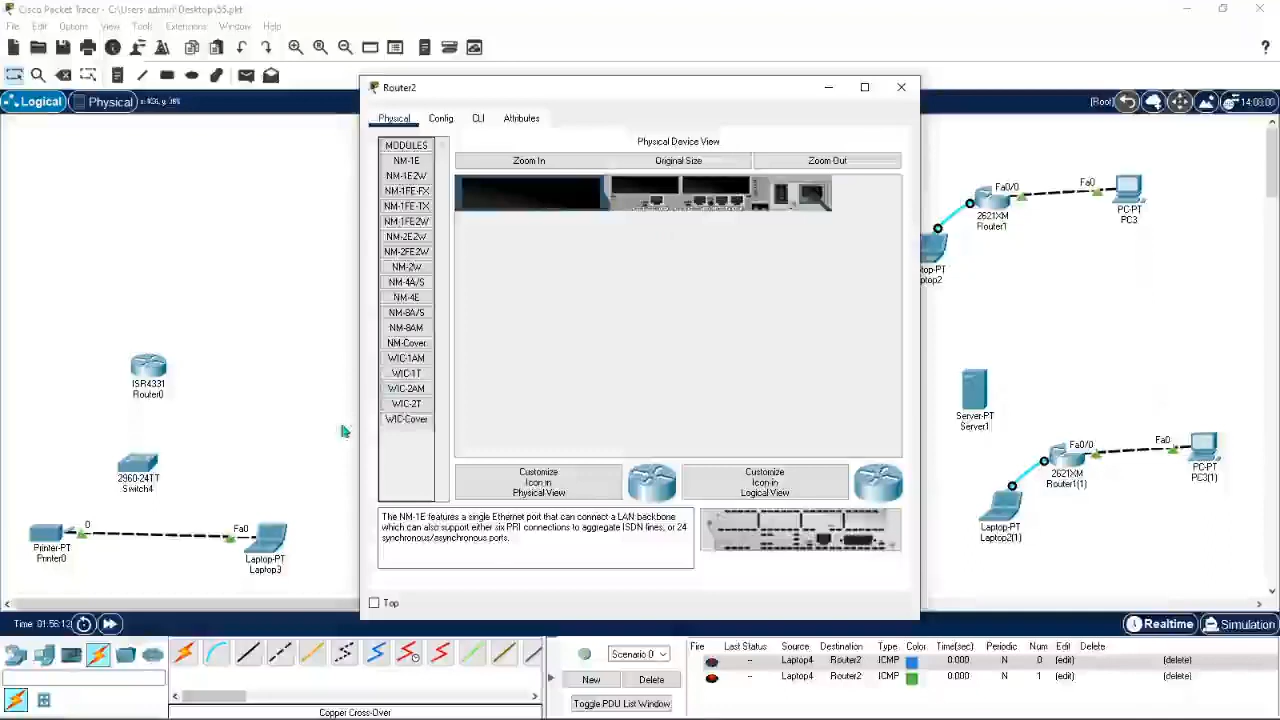 Cisco Packet Tracer - C:\Users\admin\Desktop\55.pkt
File Edit Options View Tools Extensions Window Help
?
Logical
Physical
[Root]
14:00:00
Router2
Physical Config CLI Attributes
MODULES
NM-1E
NM-1E2W
NM-1FE-FX
NM-1FE-TX
NM-1FE2W
NM-2E2W
NM-2FE2W
NM-2W
NM-4A/S
NM-4E
NM-8A/S
NM-8AM
NM-Cover
WIC-1AM
WIC-1T
WIC-2AM
WIC-2T
WIC-Cover
Physical Device View
Zoom In Original Size Zoom Out
Customize
Icon in
Physical View
Customize
Icon in
Logical View
The NM-1E features a single Ethernet port that can connect a LAN backbone
which can also support either six PRI connections to aggregate ISDN lines, or 24
synchronous/asynchronous ports.
Top
ISR4331
Router0
2960-24TT
Switch4
Printer-PT
Printer0
0
Fa0
Laptop-PT
Laptop3
Fa0/0
Fa0
2621XM
Router1
PC-PT
PC3
top-PT
ptop2
Server-PT
Server1
Fa0/0
Fa0
2621XM
Router1(1)
PC-PT
PC3(1)
Laptop-PT
Laptop2(1)
Time: 01:56:12
Realtime
Simulation
Scenario 0
New Delete
Toggle PDU List Window
Copper Cross-Over
Fire Last Status Source Destination Type Color Time(sec) Periodic Num Edit Delete
-- Laptop4 Router2 ICMP 0.000 N 0 (edit) (delete)
-- Laptop4 Router2 ICMP 0.000 N 1 (edit) (delete)